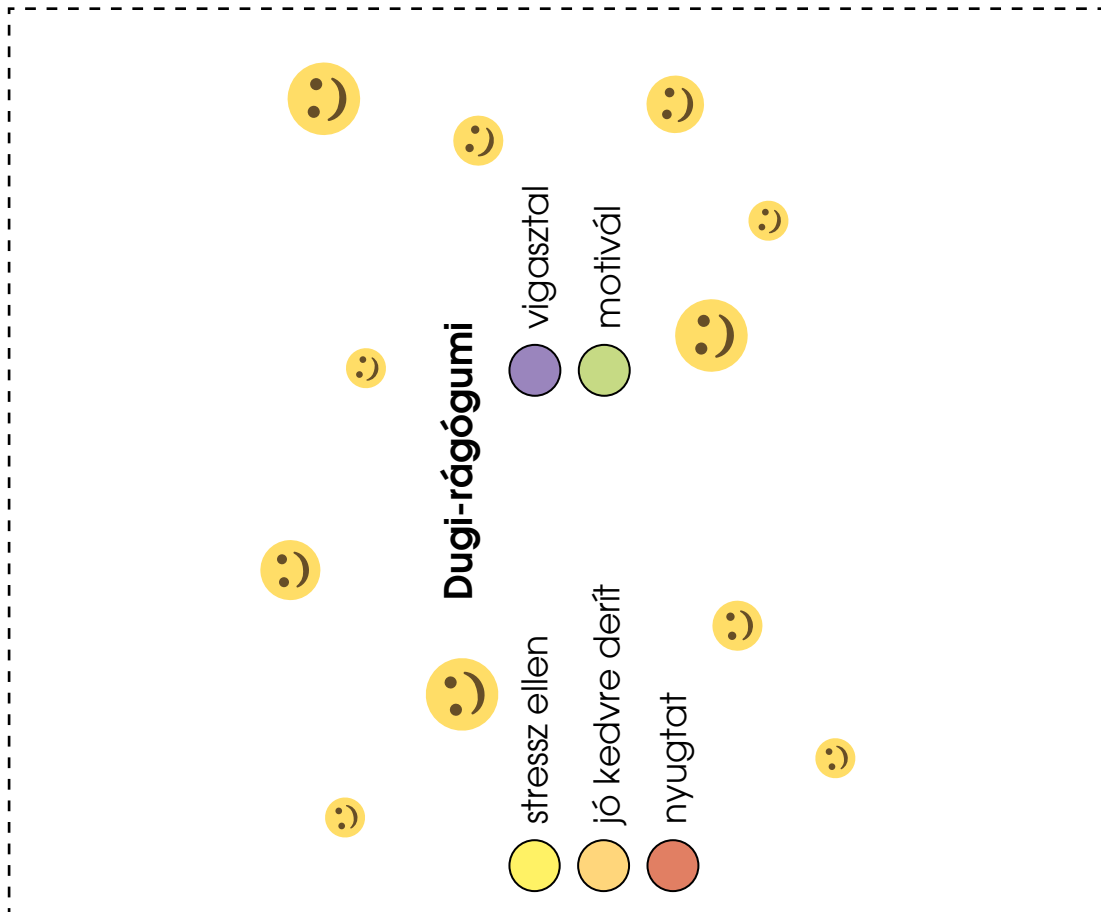 Dugi-rágógumi
stressz ellen
jó kedvre derít
nyugtat
vigasztal
motivál